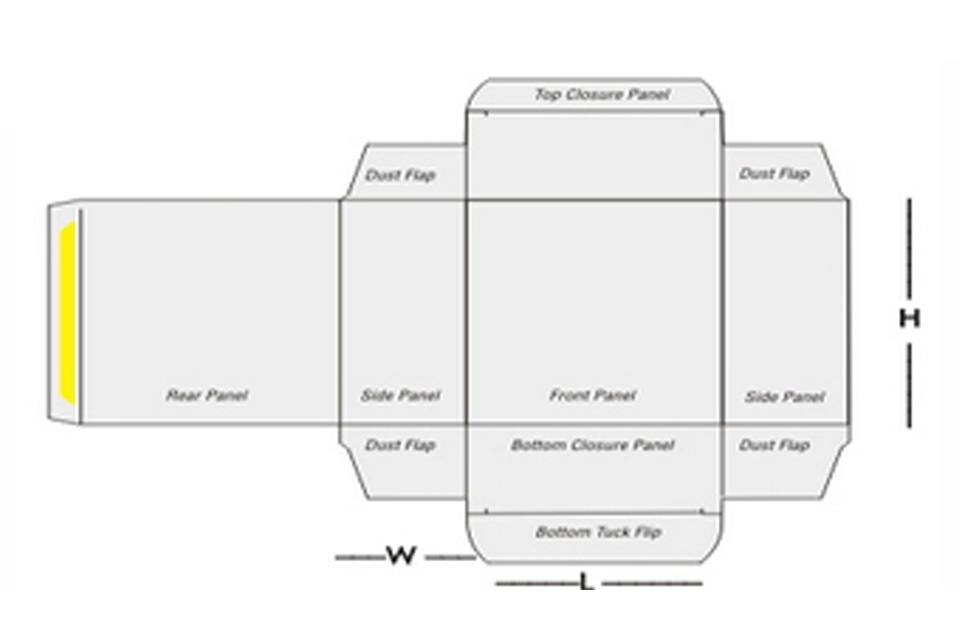 Top Closure Panel
Dust Flap
Dust Flap
H
Rear Panel
Side Panel
Front Panel
Side Panel
Dust Flap
Bottom Closure Panel
Dust Flap
Bottom Tuck Flip
W
L